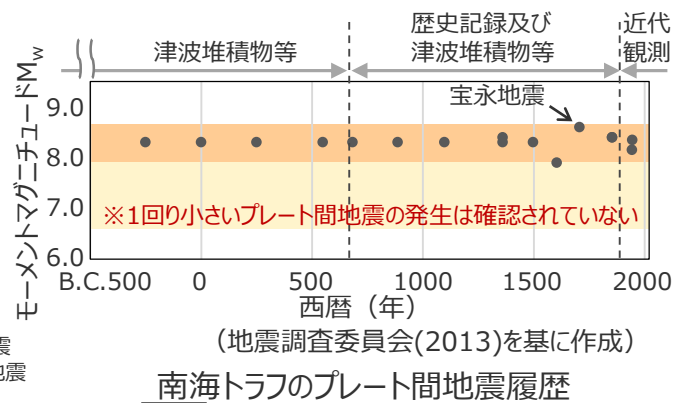 歴史記録及び
津波堆積物等
近代
観測
津波堆積物等
モーメントマグニチュードMw
宝永地震
9.0
8.0
7.0
6.0
※1回り小さいプレート間地震の発生は確認されていない
B.C.500 0 500 1000 1500 2000
西暦（年）
（地震調査委員会(2013)を基に作成）
震
地震
南海トラフのプレート間地震履歴